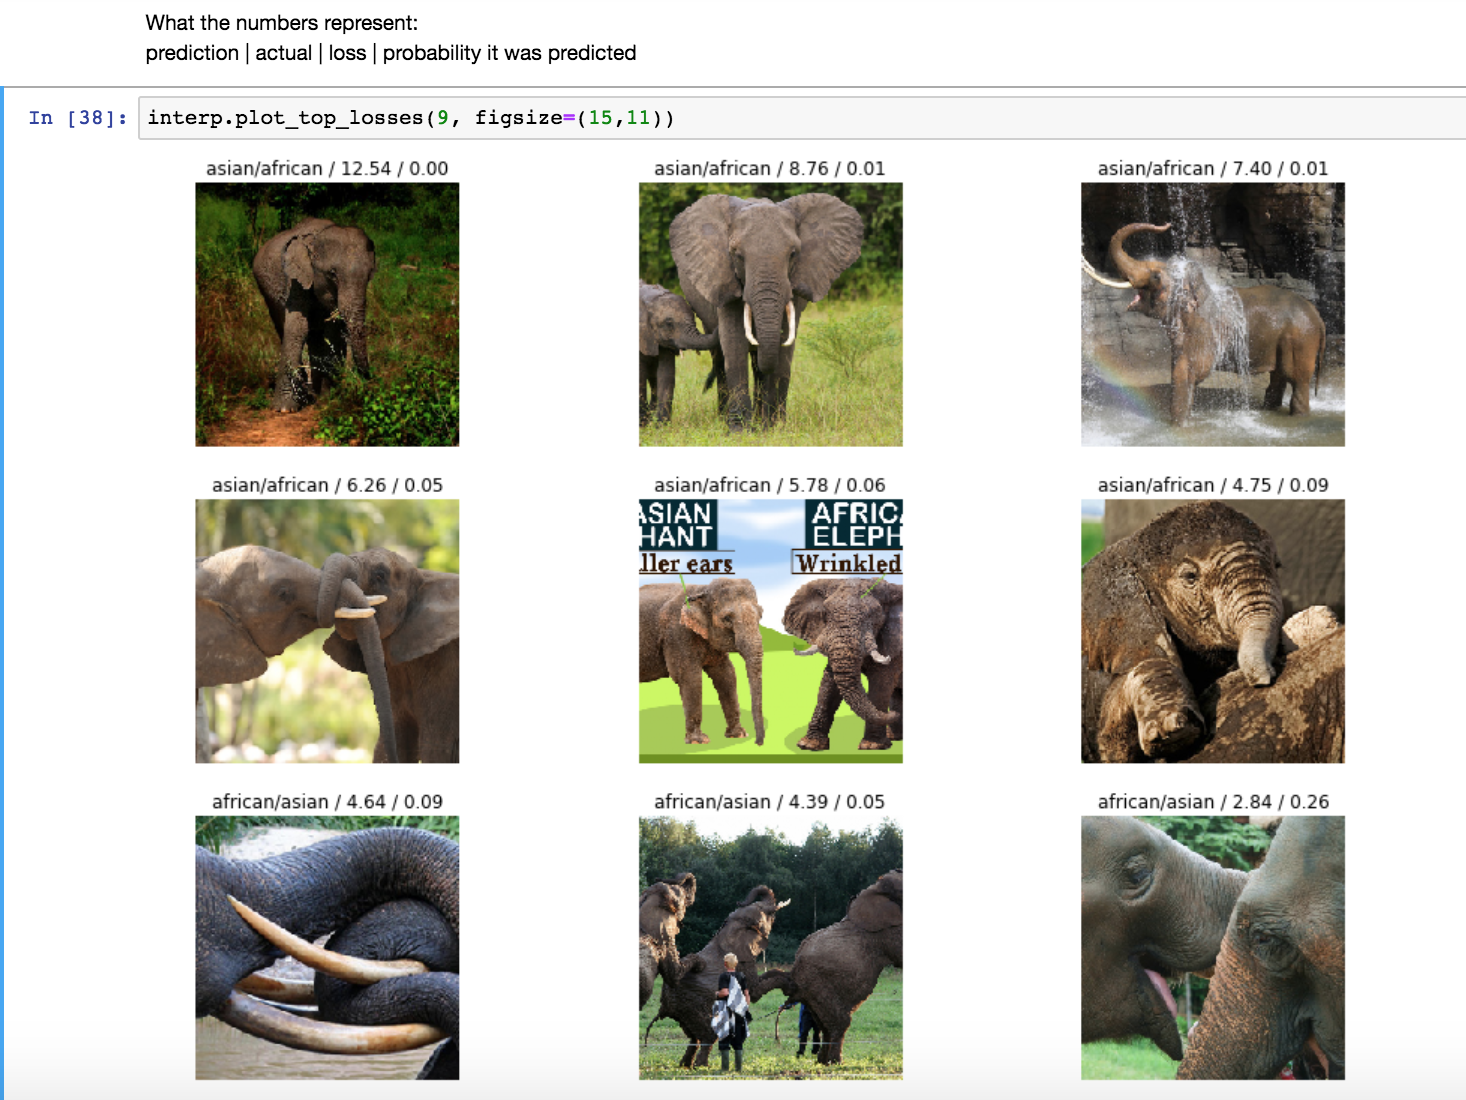 What the numbers represent:
prediction | actual | loss | probability it was predicted
In [38]: interp.plot_top_losses(9, figsize=(15,11))
asian/african / 12.54 / 0.00
asian/african / 8.76 / 0.01
asian/african / 7.40 / 0.01
asian/african / 6.26 / 0.05
asian/african / 5.78 / 0.06
asian/african / 4.75 / 0.09
ASIAN
HANT
ller ears
AFRICA
ELEPH
Wrinkled
african/asian / 4.64 / 0.09
african/asian / 4.39 / 0.05
african/asian / 2.84 / 0.26